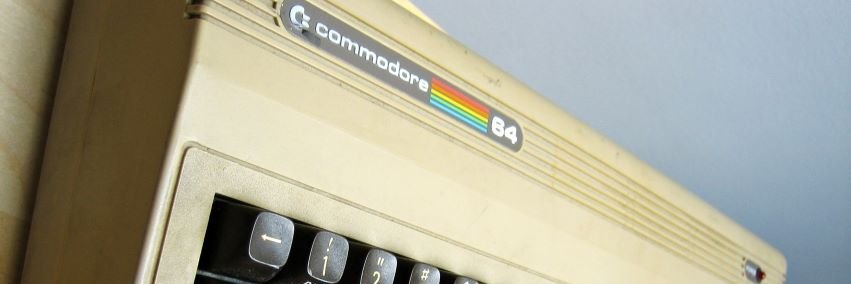 commodore 64
←
! 1
" 2
#